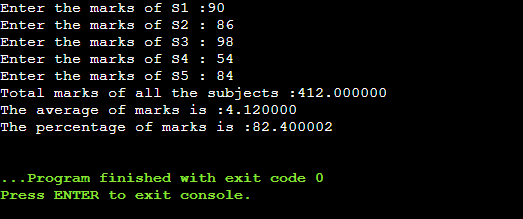 Enter the marks of S1 :90
Enter the marks of S2 : 86
Enter the marks of S3 : 98
Enter the marks of S4 : 54
Enter the marks of S5 : 84
Total marks of all the subjects :412.000000
The average of marks is :4.120000
The percentage of marks is :82.400002
...Program finished with exit code 0
Press ENTER to exit console.